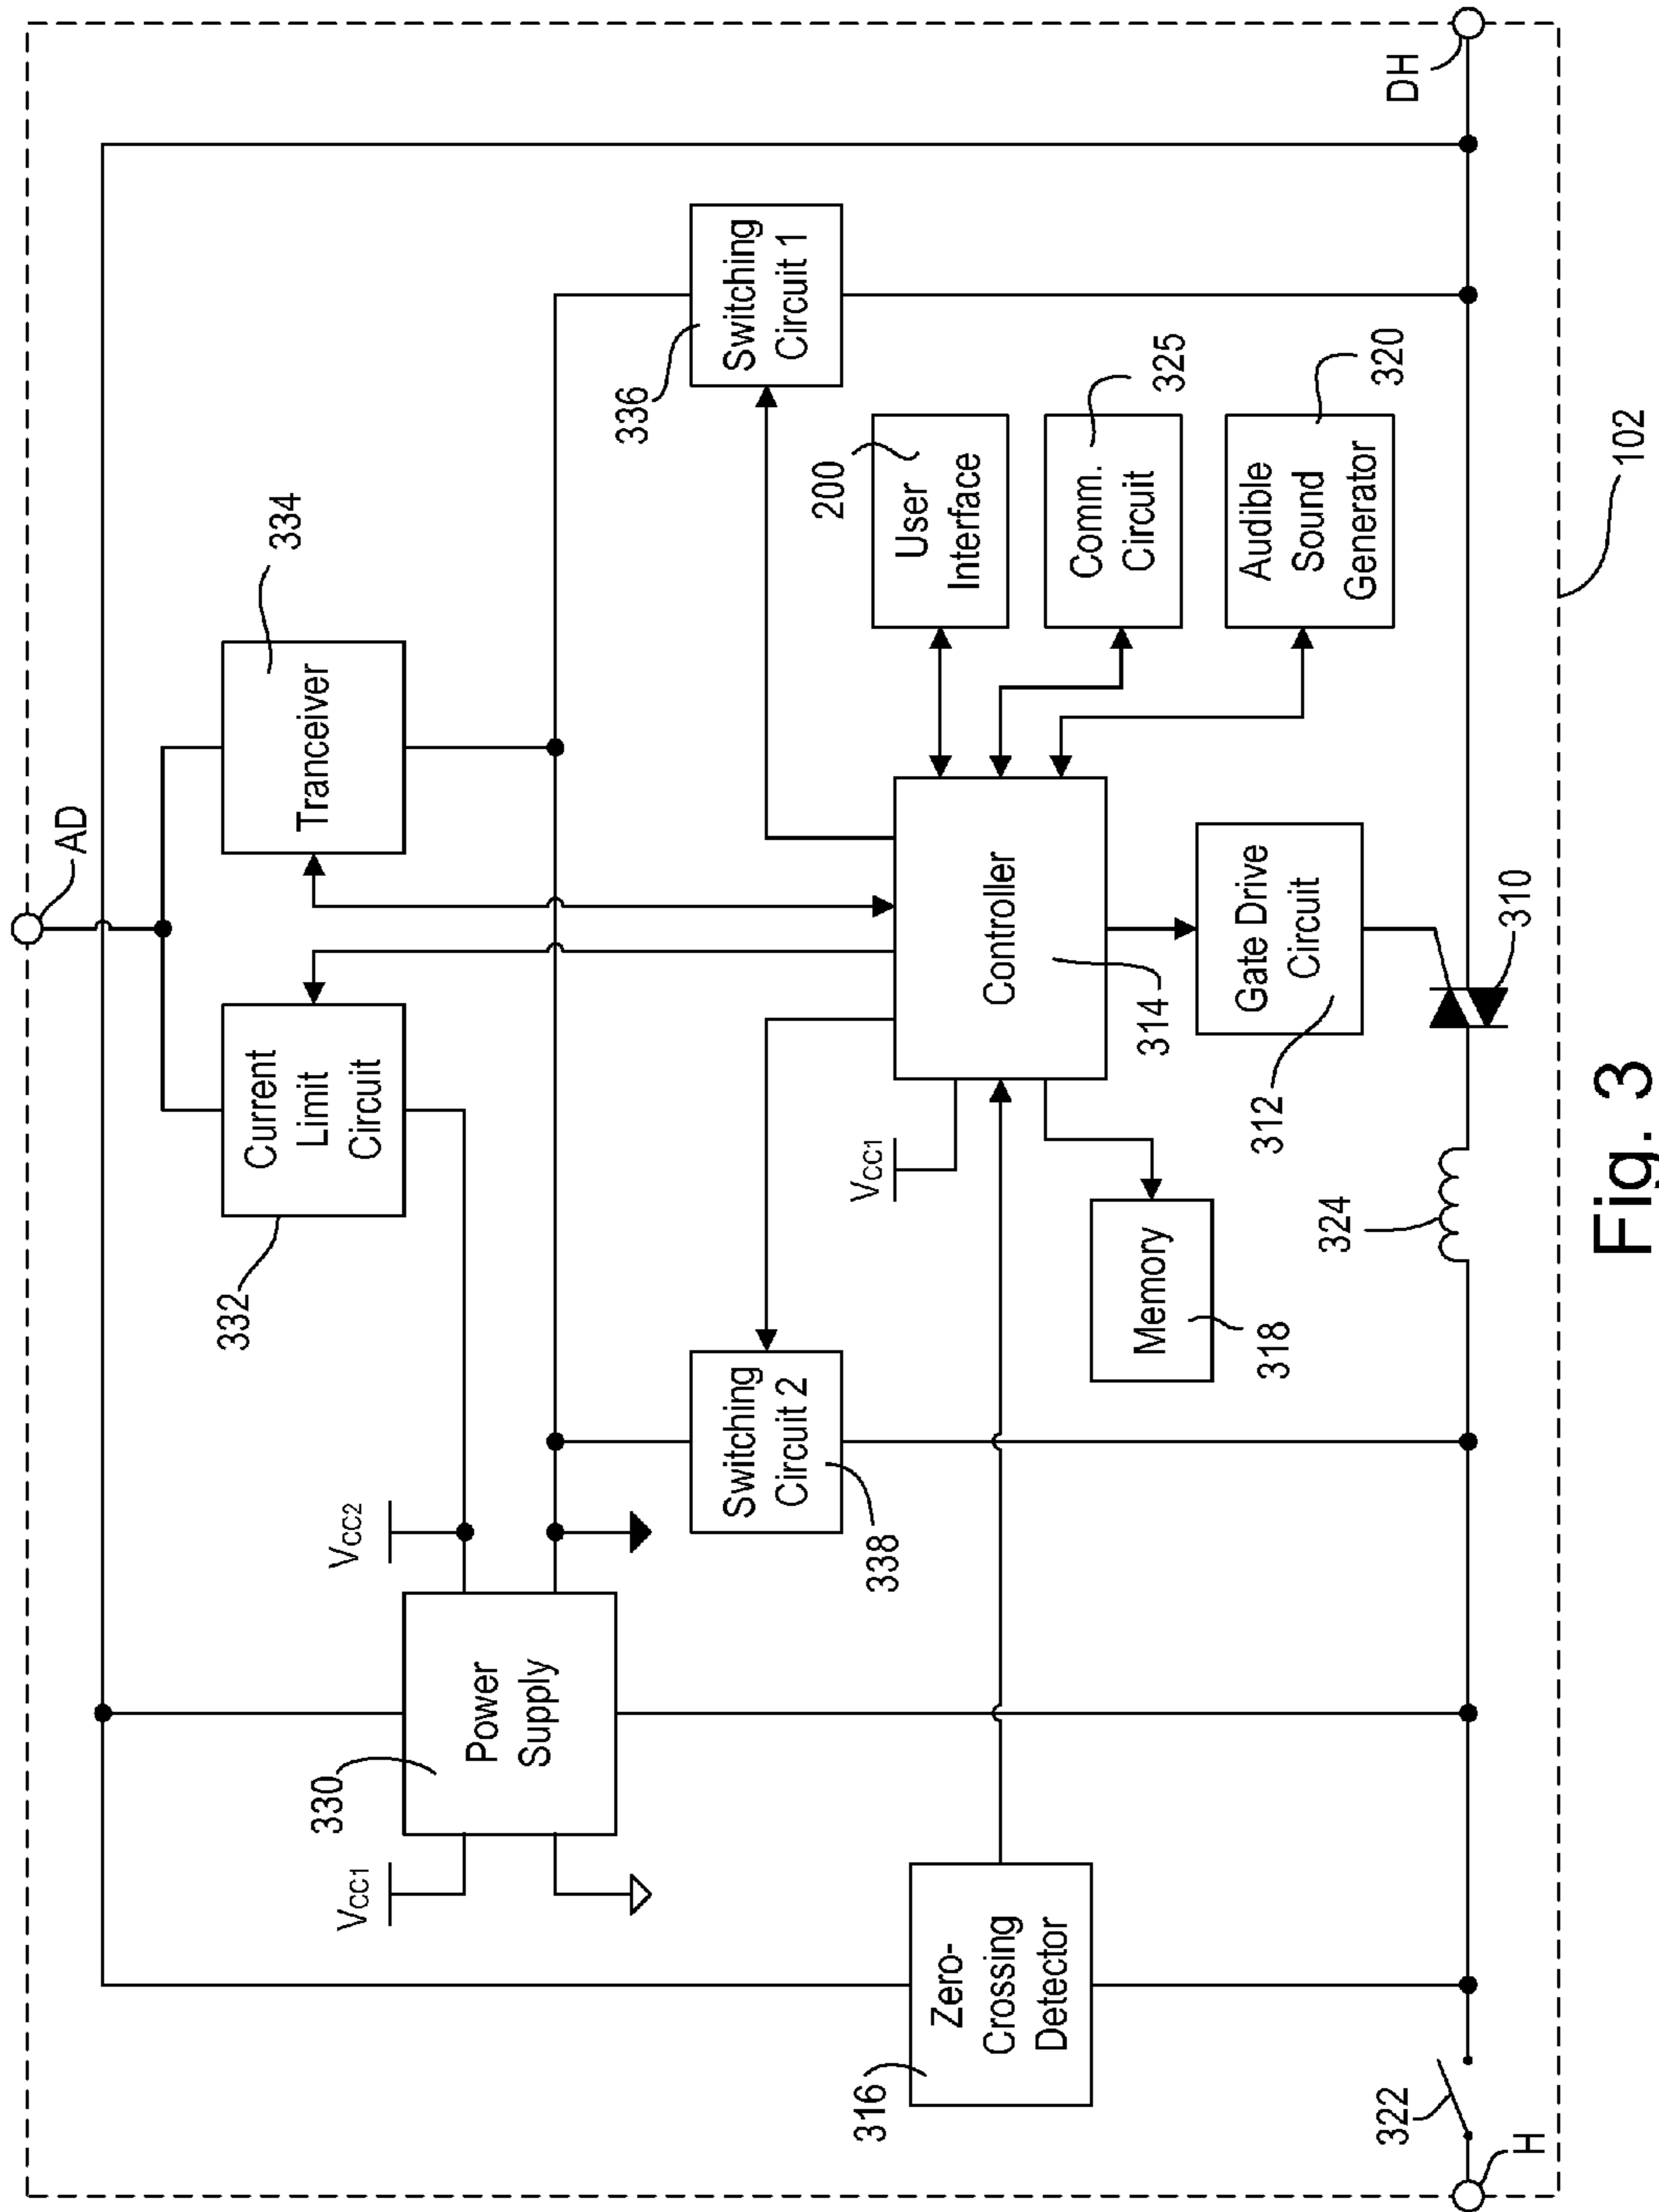 AD
332
Current
Limit
Circuit
Tranceiver
334
330
VCC1
Power
Supply
VCC2
336
Switching
Circuit 1
Switching
Circuit 2
338
316
Zero-
Crossing
Detector
VCC1
Controller
314
200
User
Interface
Comm.
Circuit
325
Memory
318
312
Gate Drive
Circuit
Audible
Sound
Generator
320
322
H
324
310
DH
102
Fig. 3